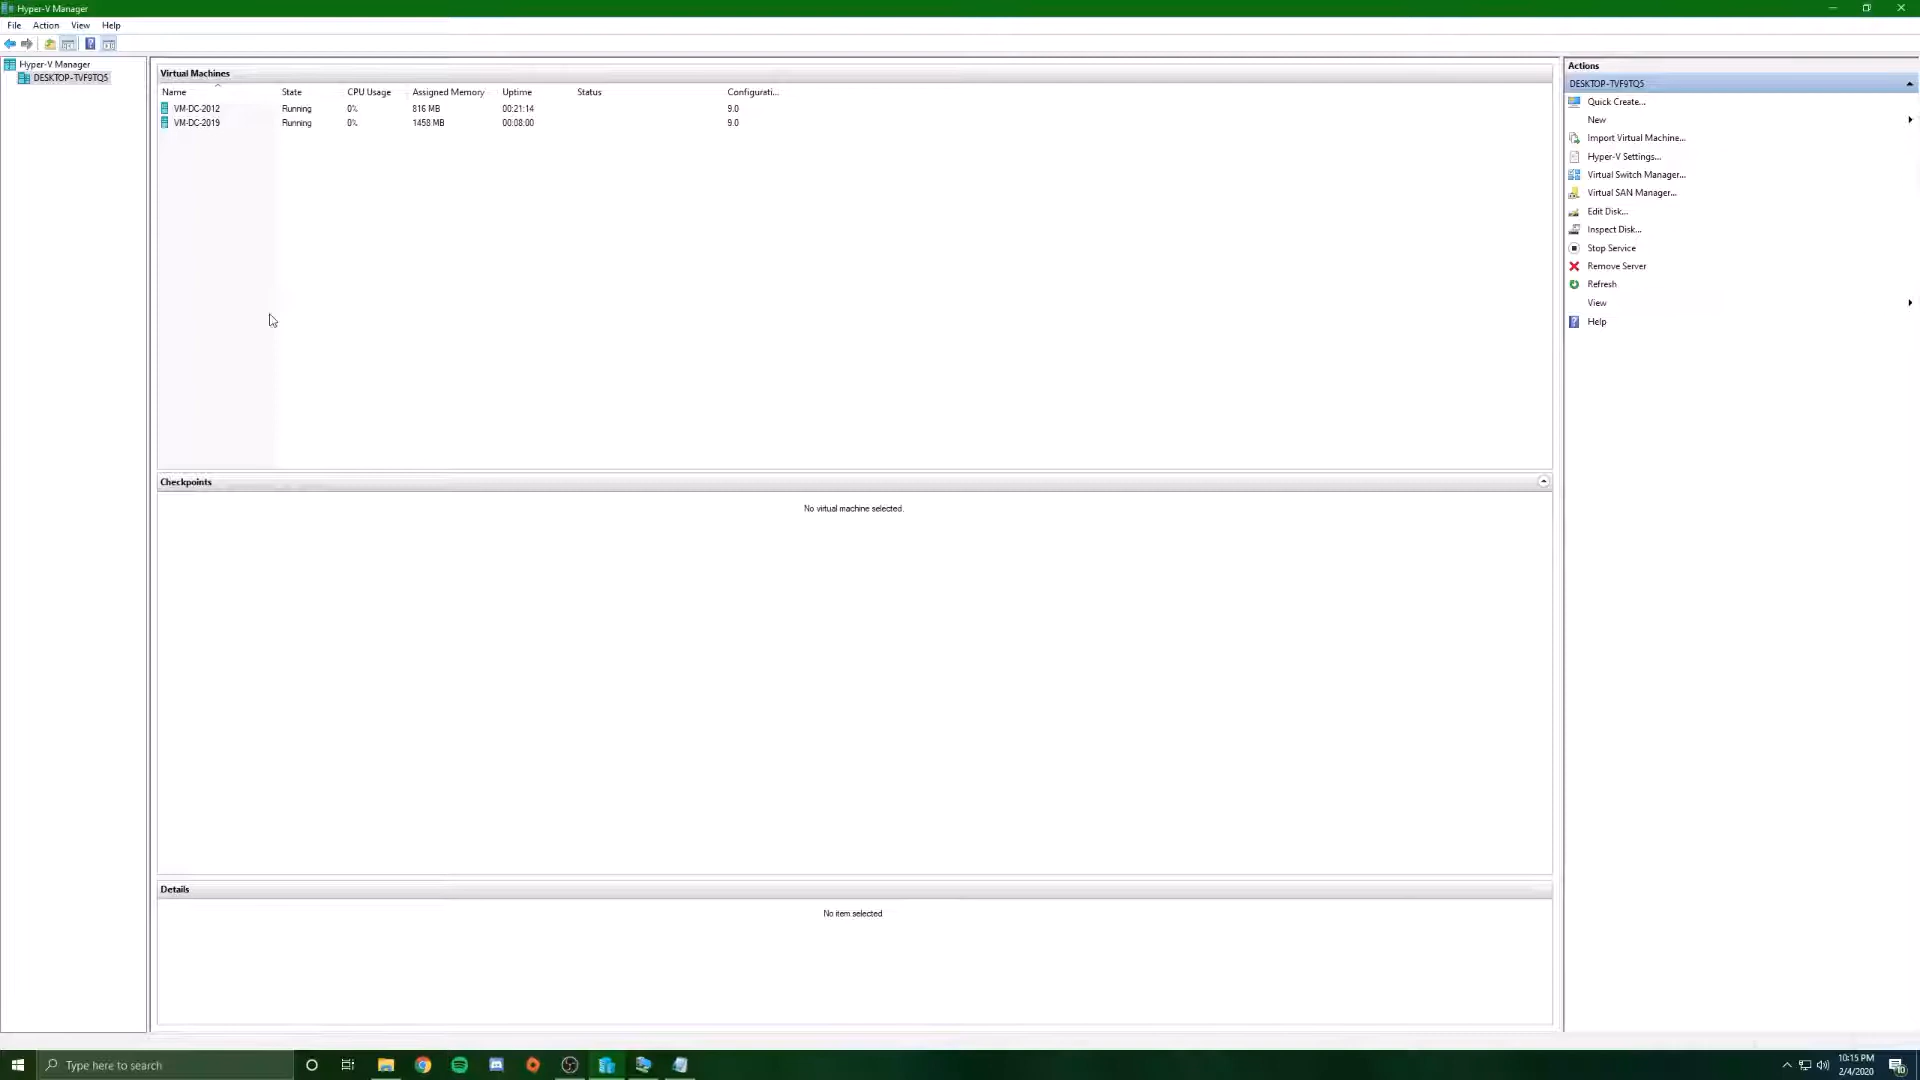 Hyper-V Manager
File Action View Help
Hyper-V Manager
DESKTOP-TVF9TQ5
Virtual Machines
Name State CPU Usage Assigned Memory Uptime Status Configurati...
VM-DC-2012 Running 0% 816 MB 00:21:14 9.0
VM-DC-2019 Running 0% 1458 MB 00:08:00 9.0
Checkpoints
No virtual machine selected.
Details
No item selected
Actions
DESKTOP-TVF9TQ5
Quick Create...
New
Import Virtual Machine...
Hyper-V Settings...
Virtual Switch Manager...
Virtual SAN Manager...
Edit Disk...
Inspect Disk...
Stop Service
Remove Server
Refresh
View
Help
Type here to search
10:15 PM
2/4/2020